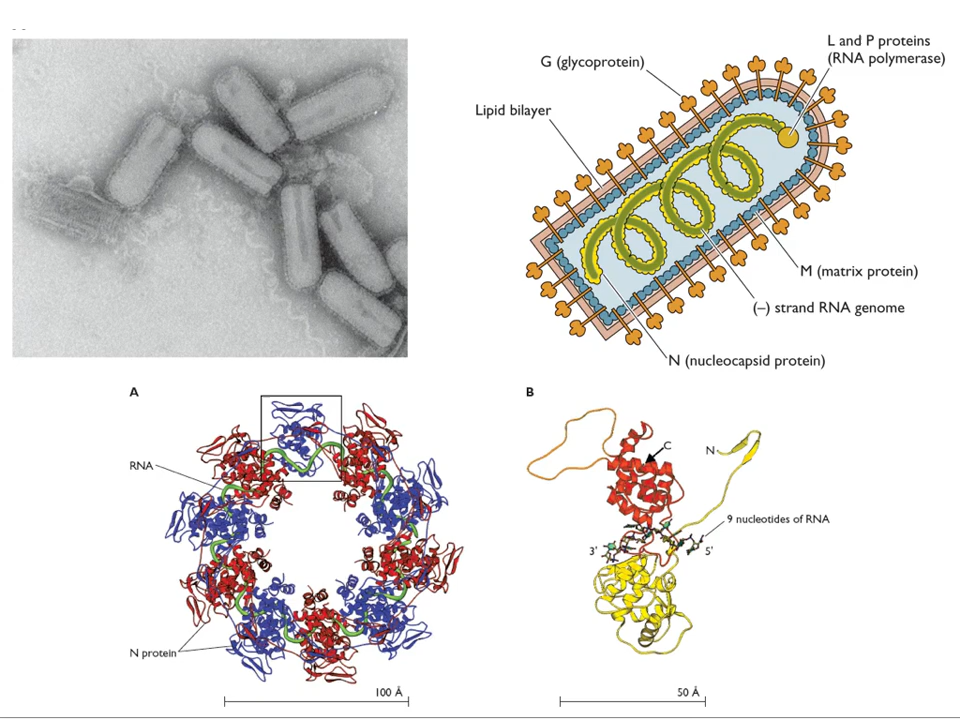 L and P proteins
(RNA polymerase)
G (glycoprotein)
Lipid bilayer
M (matrix protein)
(–) strand RNA genome
N (nucleocapsid protein)
A
RNA
N protein
100 Å
B
C
N
9 nucleotides of RNA
3'
5'
50 Å